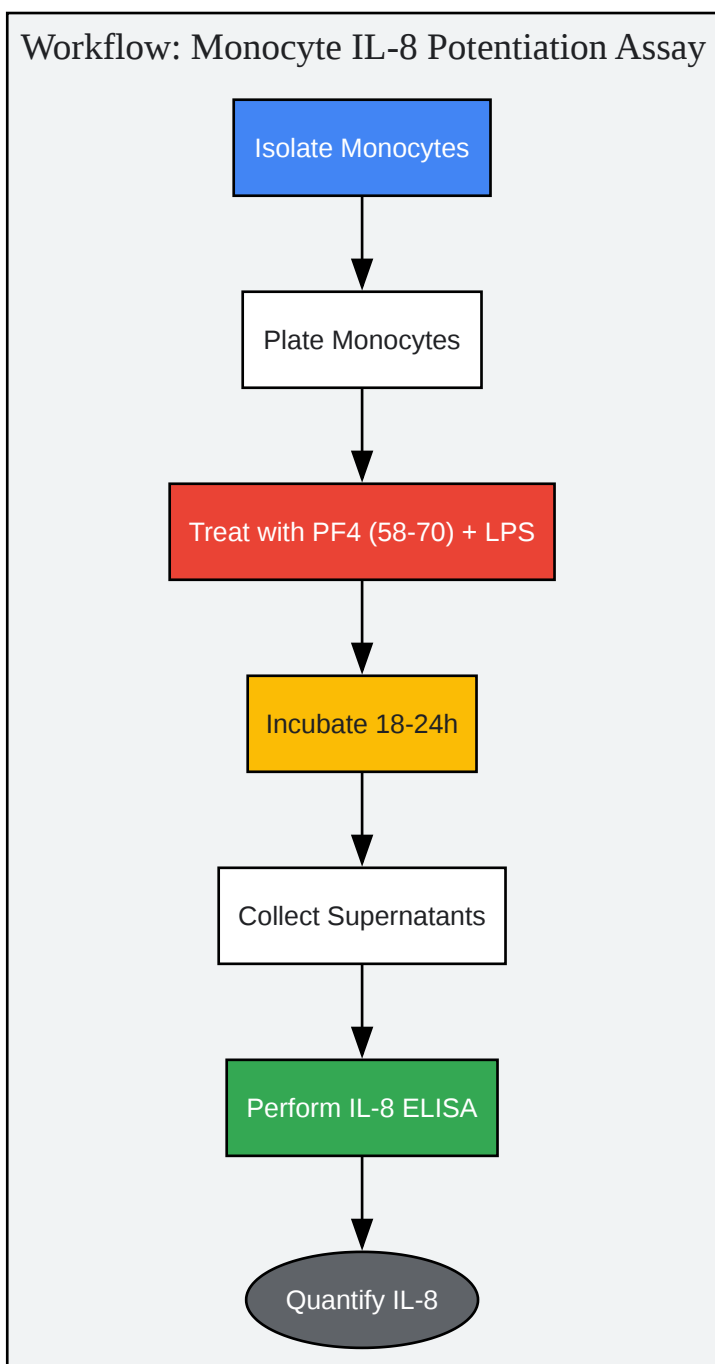 Workflow: Monocyte IL-8 Potentiation Assay
Isolate Monocytes
Plate Monocytes
Treat with PF4 (58-70) + LPS
Incubate 18-24h
Collect Supernatants
Perform IL-8 ELISA
Quantify IL-8